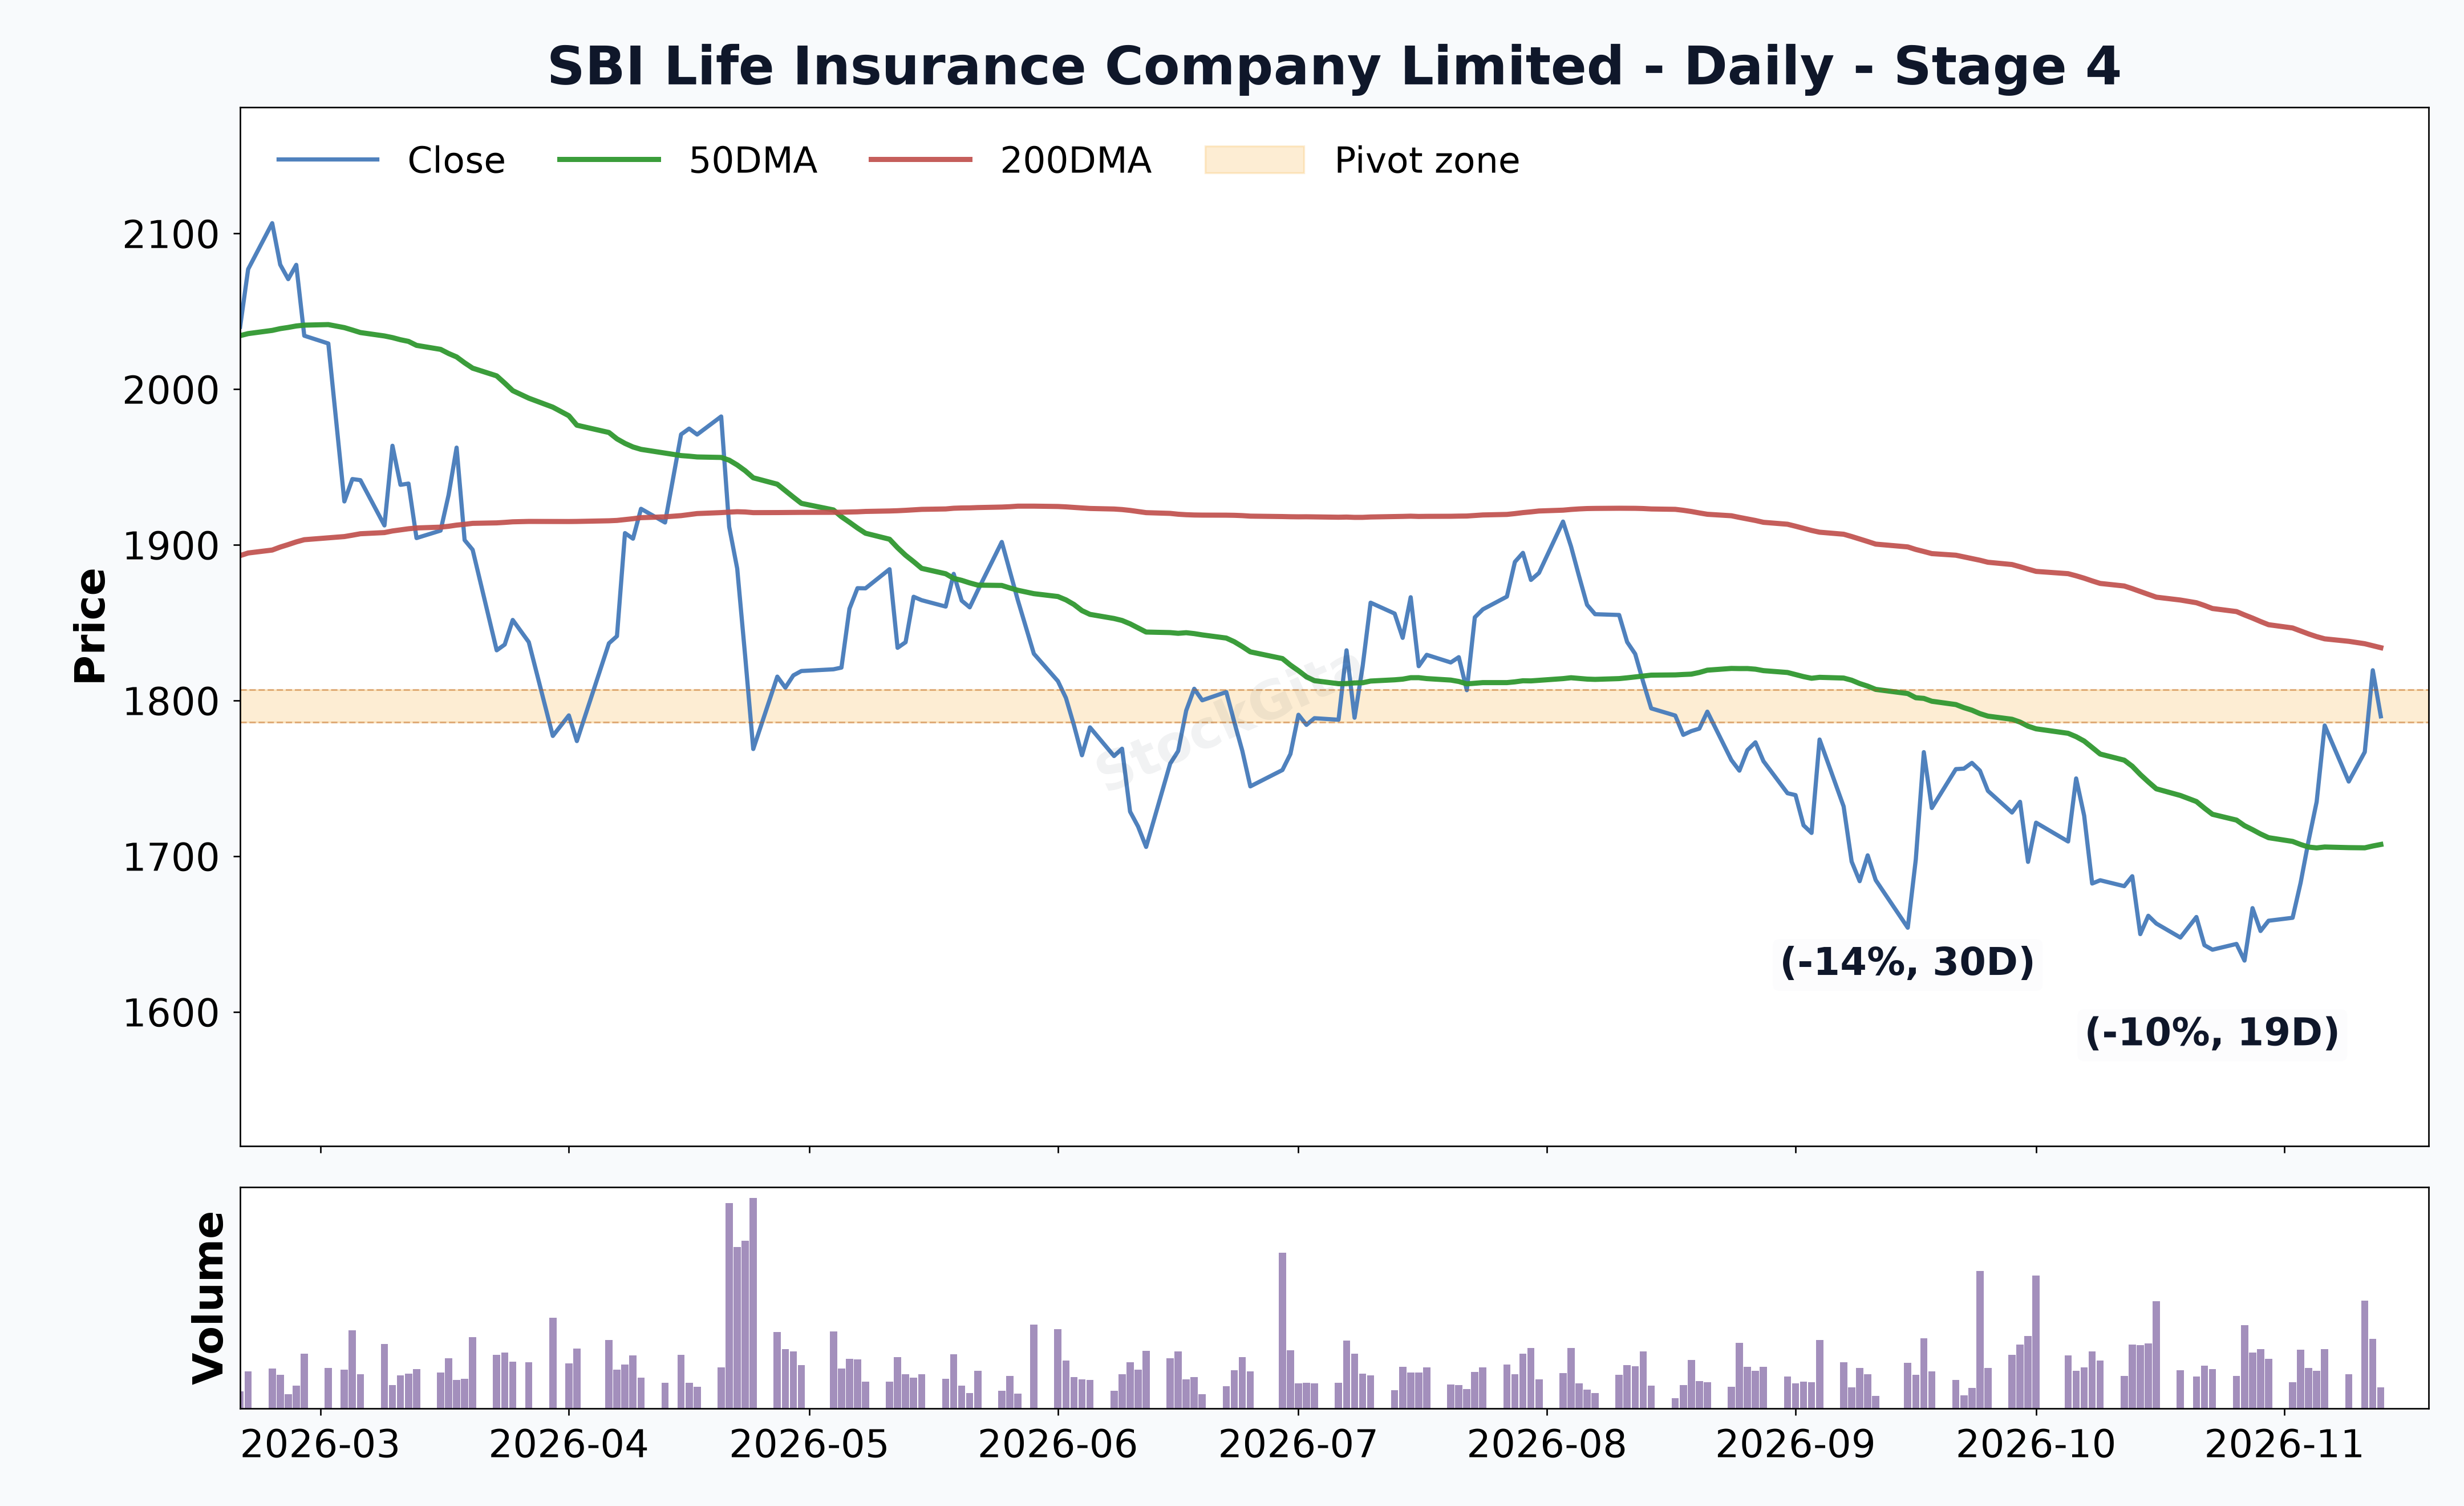 SBI Life Insurance Company Limited - Daily - Stage 4
Close 50DMA 200DMA Pivot zone
Price
2100
2000
1900
1800
1700
1600
StockGita
(-14%, 30D)
(-10%, 19D)
Volume
2026-03 2026-04 2026-05 2026-06 2026-07 2026-08 2026-09 2026-10 2026-11